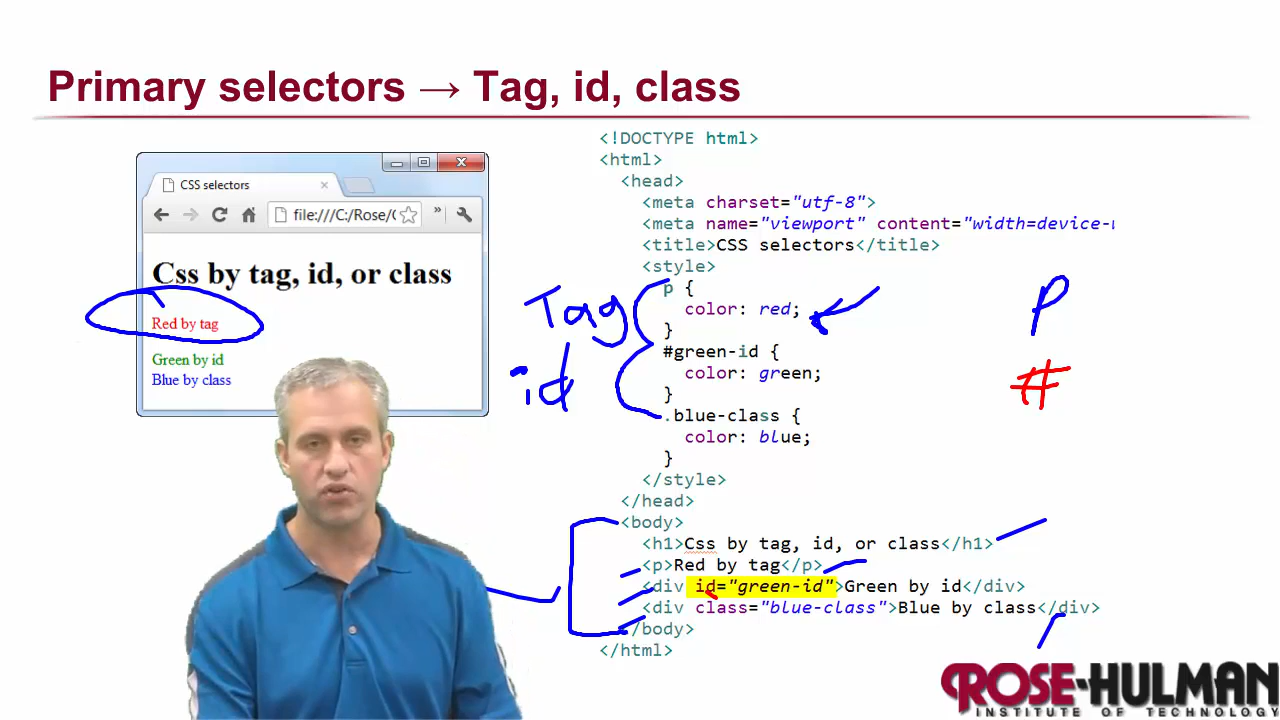 Primary selectors → Tag, id, class
CSS selectors
file:///C:/Rose/(
»
Css by tag, id, or class
Red by tag
Green by id
Blue by class
Tag
id
<!DOCTYPE html>
<html>
<head>
<meta charset="utf-8">
<meta name="viewport" content="width=device-
<title>CSS selectors</title>
<style>
p {
color: red;
}
#green-id {
color: green;
}
.blue-class {
color: blue;
}
</style>
</head>
<body>
<h1>Css by tag, id, or class</h1>
<p>Red by tag</p>
<div id="green-id">Green by id</div>
<div class="blue-class">Blue by class</div>
</body>
</html>
P
#
ROSE-HULMAN
INSTITUTE OF TECHNOLOGY